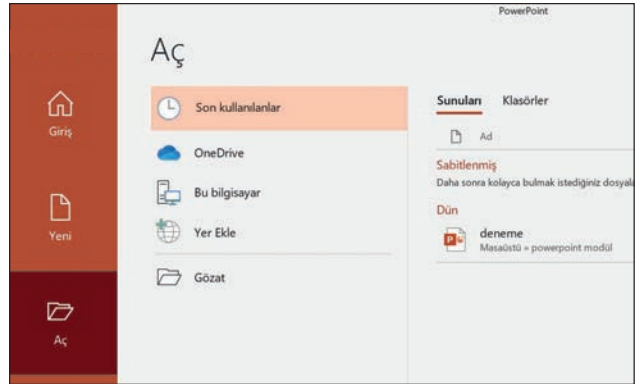 PowerPoint
Aç
Giriş
Yeni
Aç
Son kullanılanlar
OneDrive
Bu bilgisayar
Yer Ekle
Gözat
Sunuları Klasörler
Ad
Sabitlenmiş
Daha sonra kolayca bulmak istediğiniz dosyala
Dün
deneme
Masaüstü » powerpoint modül